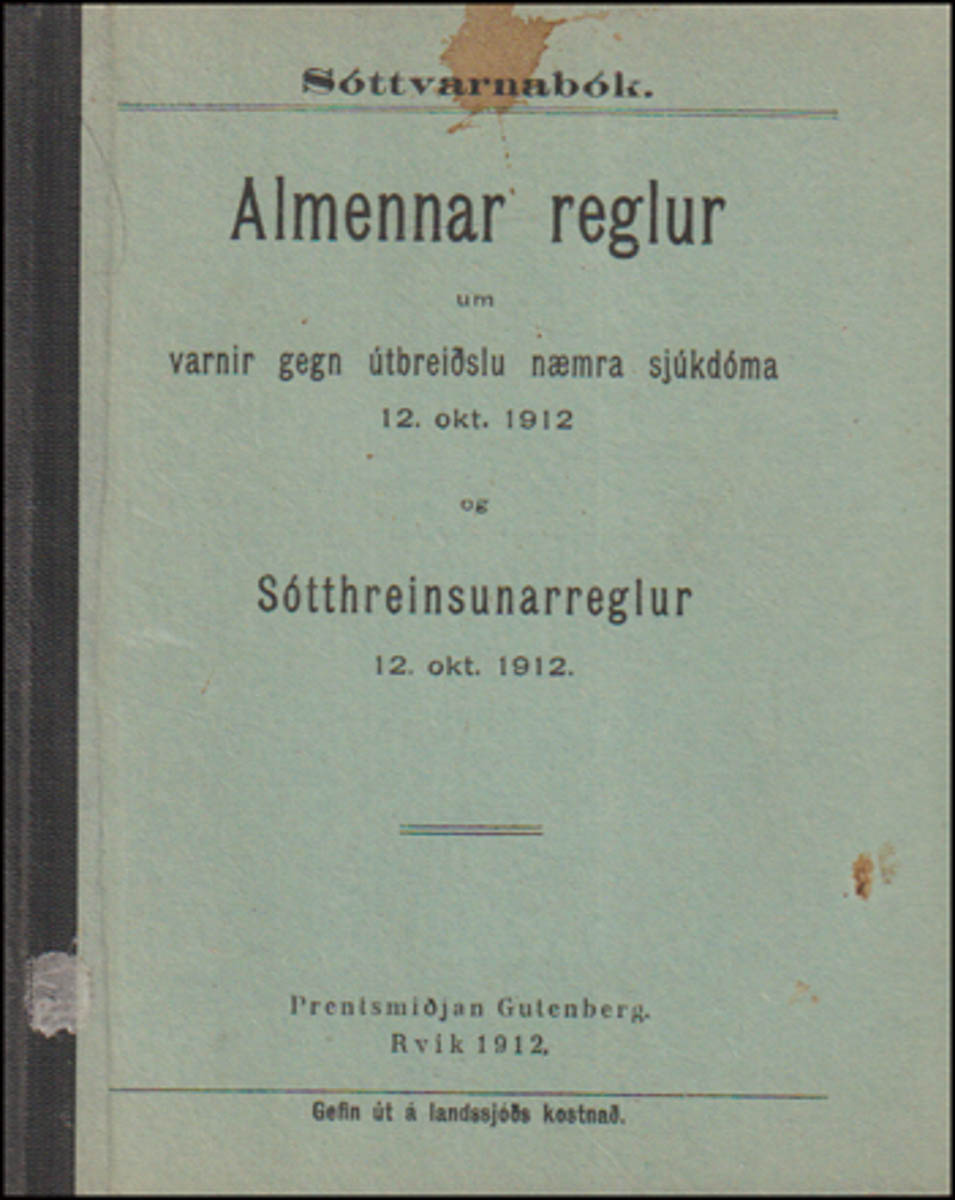 Sóttvarnabók.
Almennar reglur
um
varnir gegn útbreiðslu næmra sjúkdóma
12. okt. 1912
og
Sótthreinsunarreglur
12. okt. 1912.
Prentsmiðjan Gutenberg.
Rvik 1912.
Gefin út á landssjóðs kostnað.